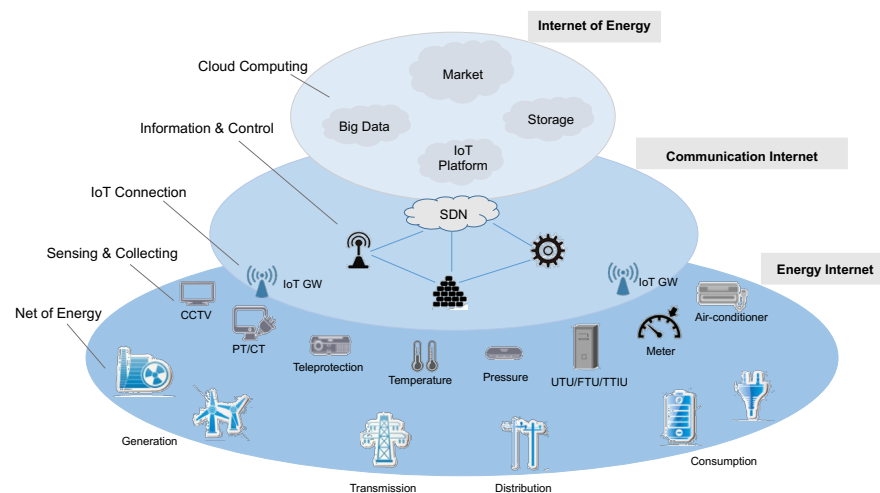 Internet of Energy
Cloud Computing
Market
Big Data
Storage
Information & Control
IoT
Platform
Communication Internet
IoT Connection
SDN
Sensing & Collecting
Energy Internet
IoT GW
IoT GW
Net of Energy
CCTV
Air-conditioner
PT/CT
Meter
Teleprotection
Temperature
Pressure
UTU/FTU/TTIU
Generation
Consumption
Transmission
Distribution